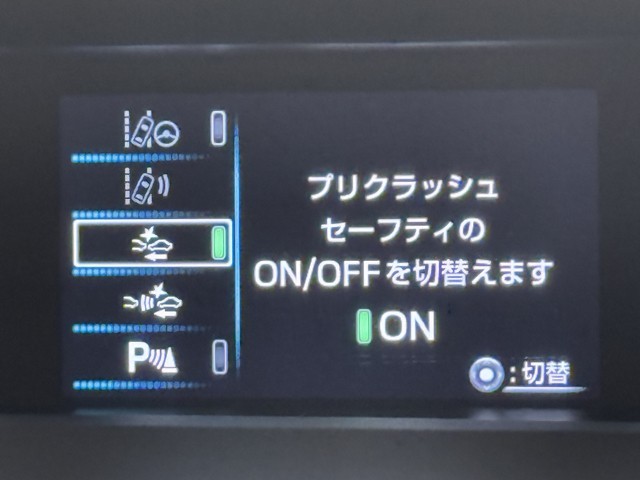 プリクラッシュ
セーフティの
ON/OFFを切替えます
ON
P
:切替